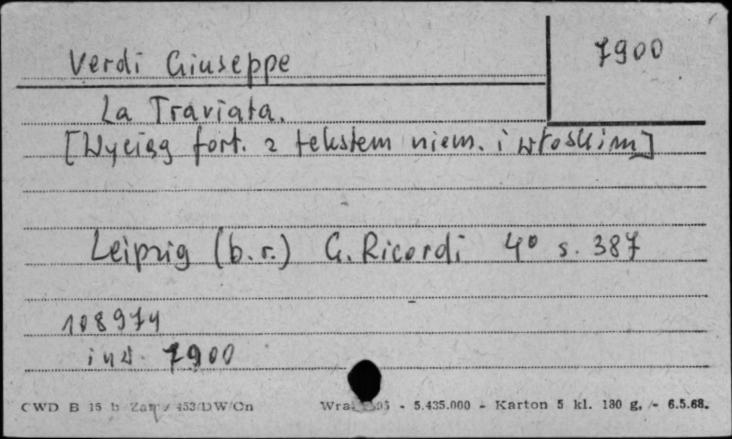 Verdi Giuseppe
7900
La Traviata.
[Wyciąg fort. z tekstem niem. i włoskim]
Leipzig (b.r.) G. Ricordi 4° s. 387
108974
inw. 7900
CWD B 15 b Zam / 453/DW/Cn - 5.435.000 - Karton 5 kl. 180 g. - 6.5.68.